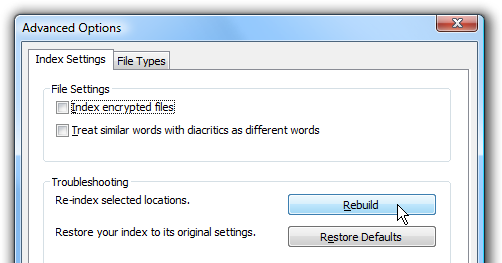 Advanced Options
Index Settings
File Types
File Settings
Index encrypted files
Treat similar words with diacritics as different words
Troubleshooting
Re-index selected locations.
Rebuild
Restore your index to its original settings.
Restore Defaults